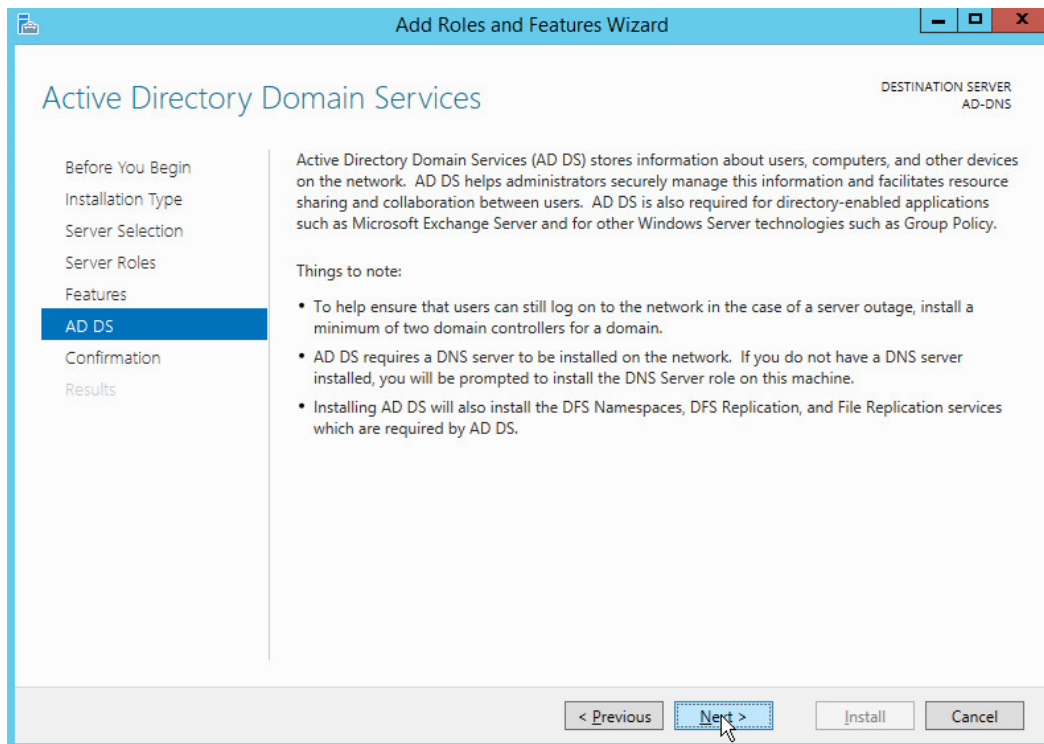 Add Roles and Features Wizard
Active Directory Domain Services
DESTINATION SERVER
AD-DNS
Before You Begin
Installation Type
Server Selection
Server Roles
Features
AD DS
Confirmation
Results
Active Directory Domain Services (AD DS) stores information about users, computers, and other devices
on the network.  AD DS helps administrators securely manage this information and facilitates resource
sharing and collaboration between users.  AD DS is also required for directory-enabled applications
such as Microsoft Exchange Server and for other Windows Server technologies such as Group Policy.
Things to note:
• To help ensure that users can still log on to the network in the case of a server outage, install a
minimum of two domain controllers for a domain.
• AD DS requires a DNS server to be installed on the network.  If you do not have a DNS server
installed, you will be prompted to install the DNS Server role on this machine.
• Installing AD DS will also install the DFS Namespaces, DFS Replication, and File Replication services
which are required by AD DS.
< Previous
Next >
Install
Cancel